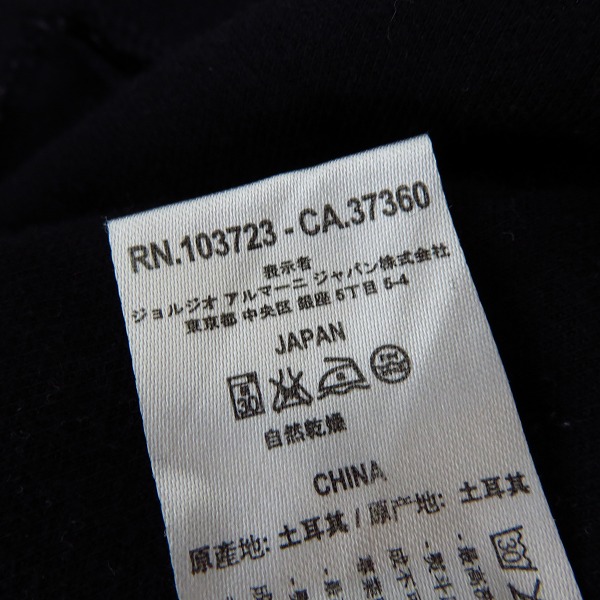 RN.103723 - CA.37360
表示者
ジョルジオ アルマーニ ジャパン株式会社
東京都 中央区 銀座 5丁目 5-4
JAPAN
30
自然乾燥
CHINA
原産地: 土耳其 / 原产地: 土耳其
30